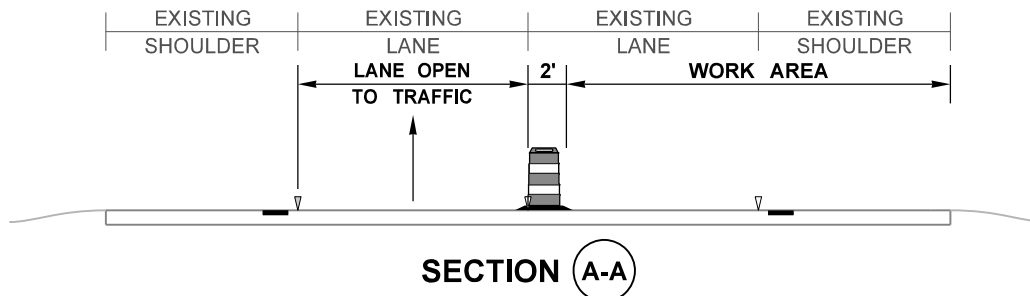 EXISTING EXISTING EXISTING EXISTING
SHOULDER LANE LANE SHOULDER
LANE OPEN 2' WORK AREA
TO TRAFFIC
SECTION A-A